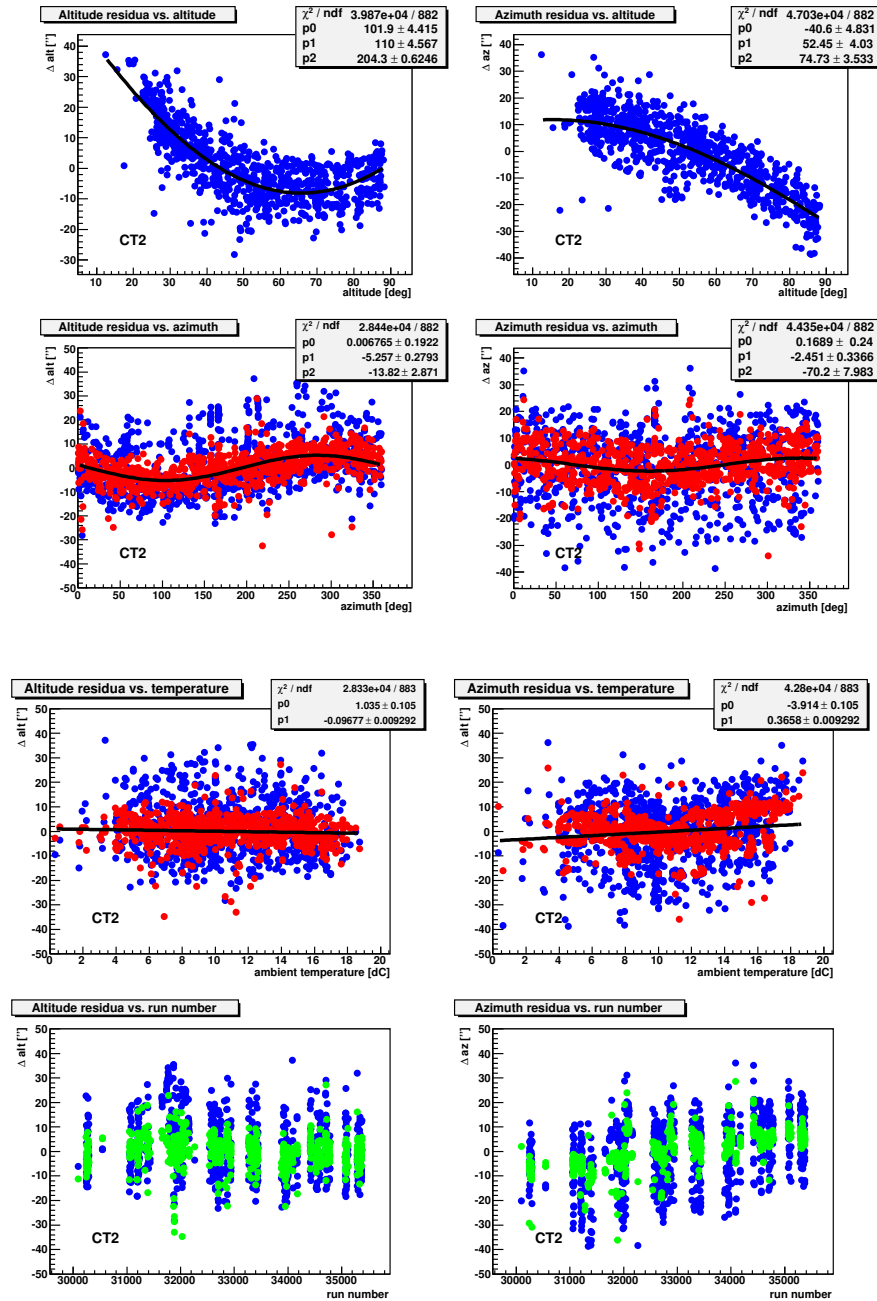 Altitude residua vs. altitude
χ² / ndf 3.987e+04 / 882
p0 101.9 ± 4.415
p1 110 ± 4.567
p2 204.3 ± 0.6246
Δ alt ["]
40
30
20
10
0
-10
-20
-30
CT2
10 20 30 40 50 60 70 80 90
altitude [deg]
Azimuth residua vs. altitude
χ² / ndf 4.703e+04 / 882
p0 -40.6 ± 4.831
p1 52.45 ± 4.03
p2 74.73 ± 3.533
Δ az ["]
40
30
20
10
0
-10
-20
-30
-40
CT2
10 20 30 40 50 60 70 80 90
altitude [deg]
Altitude residua vs. azimuth
χ² / ndf 2.844e+04 / 882
p0 0.006765 ± 0.1922
p1 -5.257 ± 0.2793
p2 -13.82 ± 2.871
Δ alt ["]
50
40
30
20
10
0
-10
-20
-30
-40
-50
CT2
0 50 100 150 200 250 300 350
azimuth [deg]
Azimuth residua vs. azimuth
χ² / ndf 4.435e+04 / 882
p0 0.1689 ± 0.24
p1 -2.451 ± 0.3366
p2 -70.2 ± 7.983
Δ az ["]
40
30
20
10
0
-10
-20
-30
-40
CT2
0 50 100 150 200 250 300 350
azimuth [deg]
Altitude residua vs. temperature
χ² / ndf 2.833e+04 / 883
p0 1.035 ± 0.105
p1 -0.09677 ± 0.009292
Δ alt ["]
50
40
30
20
10
0
-10
-20
-30
-40
-50
CT2
0 2 4 6 8 10 12 14 16 18 20
ambient temperature [dC]
Azimuth residua vs. temperature
χ² / ndf 4.28e+04 / 883
p0 -3.914 ± 0.105
p1 0.3658 ± 0.009292
Δ az ["]
50
40
30
20
10
0
-10
-20
-30
-40
-50
CT2
0 2 4 6 8 10 12 14 16 18 20
ambient temperature [dC]
Altitude residua vs. run number
Δ alt ["]
50
40
30
20
10
0
-10
-20
-30
-40
-50
CT2
30000 31000 32000 33000 34000 35000
run number
Azimuth residua vs. run number
Δ az ["]
50
40
30
20
10
0
-10
-20
-30
-40
-50
CT2
30000 31000 32000 33000 34000 35000
run number